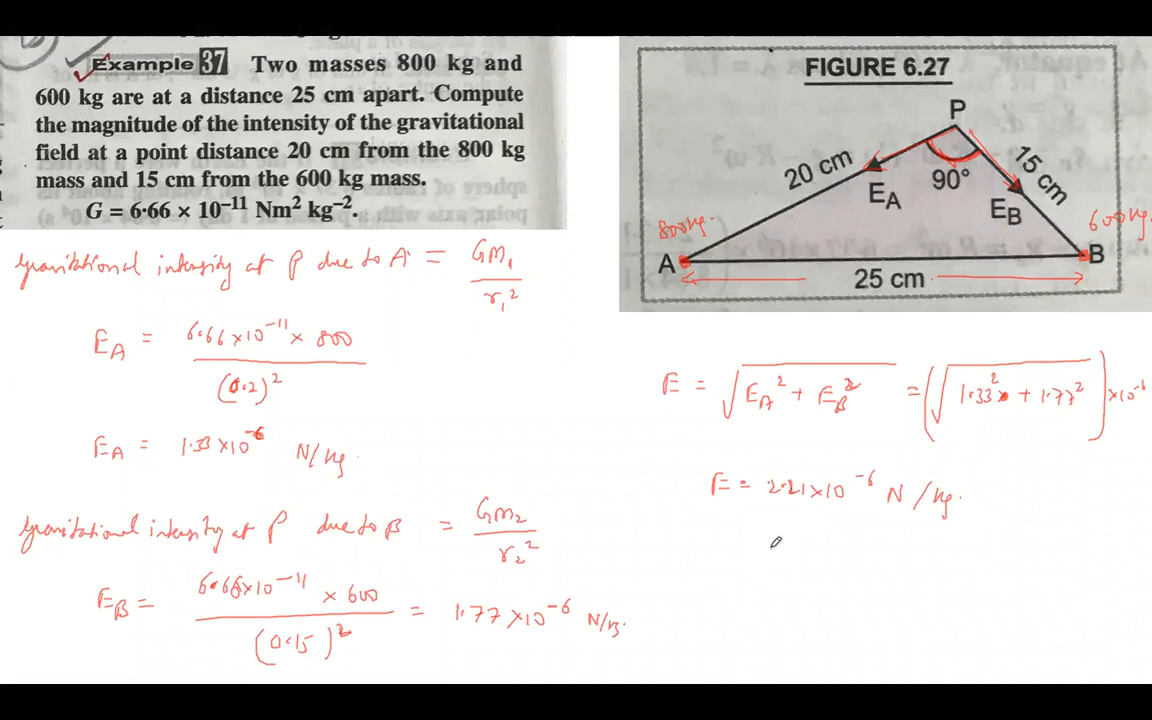 Example 37 Two masses 800 kg and
600 kg are at a distance 25 cm apart. Compute
the magnitude of the intensity of the gravitational
field at a point distance 20 cm from the 800 kg
mass and 15 cm from the 600 kg mass.
G = 6·66 × 10⁻¹¹ Nm² kg⁻².
FIGURE 6.27
P
20 cm
90°
15 cm
E_A
E_B
800kg.
600kg.
A
B
25 cm
gravitational intensity at P due to A = GM₁ / r₁²
E_A = 6.66×10⁻¹¹ × 800 / (0.2)²
E_A = 1.33×10⁻⁶ N/kg.
gravitational intensity at P due to B = GM₂ / r₂²
E_B = 6.66×10⁻¹¹ × 600 / (0.15)² = 1.77×10⁻⁶ N/kg.
E = √(E_A² + E_B²) = (√(1.33² + 1.77²)) ×10⁻⁶
E = 2.21×10⁻⁶ N/kg.